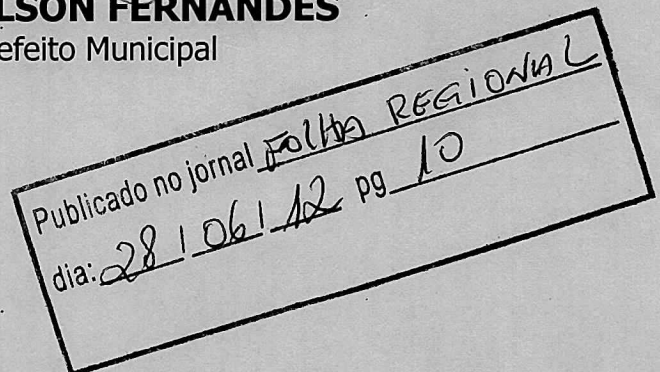 LSON FERNANDES
efeito Municipal
Publicado no jornal FOLHA REGIONAL
dia: 28 / 06 / 12 pg 10